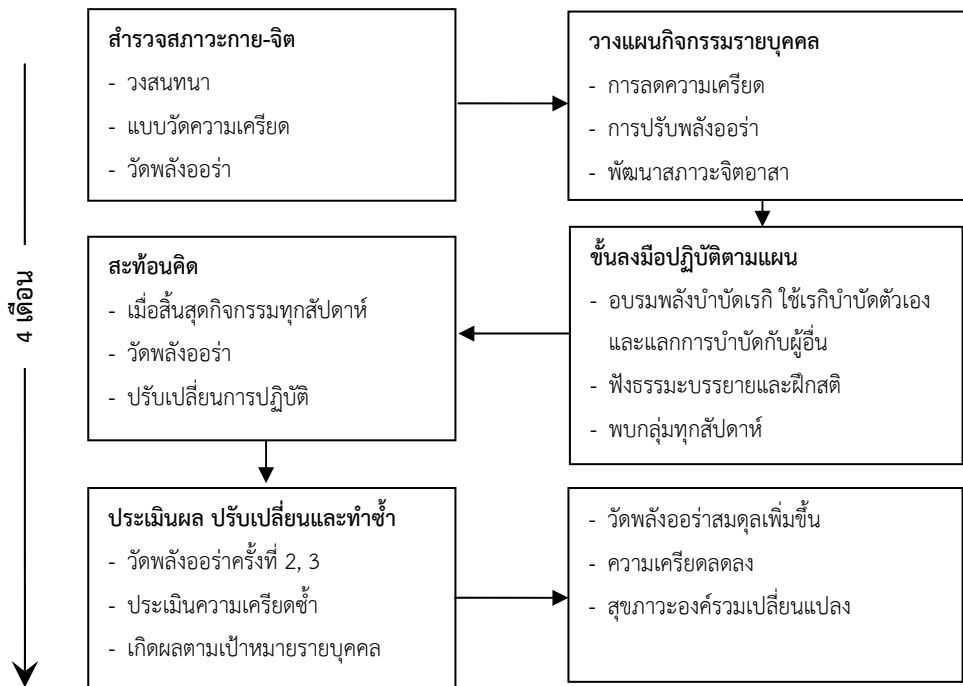 4 เดือน
สำรวจสภาวะกาย-จิต
- วงสนทนา
- แบบวัดความเครียด
- วัดพลังออร่า
วางแผนกิจกรรมรายบุคคล
- การลดความเครียด
- การปรับพลังออร่า
- พัฒนาสภาวะจิตอาสา
ขั้นลงมือปฏิบัติตามแผน
- อบรมพลังบำบัดเรกิ ใช้เรกิบำบัดตัวเอง
และแลกการบำบัดกับผู้อื่น
- ฟังธรรมะบรรยายและฝึกสติ
- พบกลุ่มทุกสัปดาห์
สะท้อนคิด
- เมื่อสิ้นสุดกิจกรรมทุกสัปดาห์
- วัดพลังออร่า
- ปรับเปลี่ยนการปฏิบัติ
ประเมินผล ปรับเปลี่ยนและทำซ้ำ
- วัดพลังออร่าครั้งที่ 2, 3
- ประเมินความเครียดซ้ำ
- เกิดผลตามเป้าหมายรายบุคคล
- วัดพลังออร่าสมดุลเพิ่มขึ้น
- ความเครียดลดลง
- สุขภาวะองค์รวมเปลี่ยนแปลง